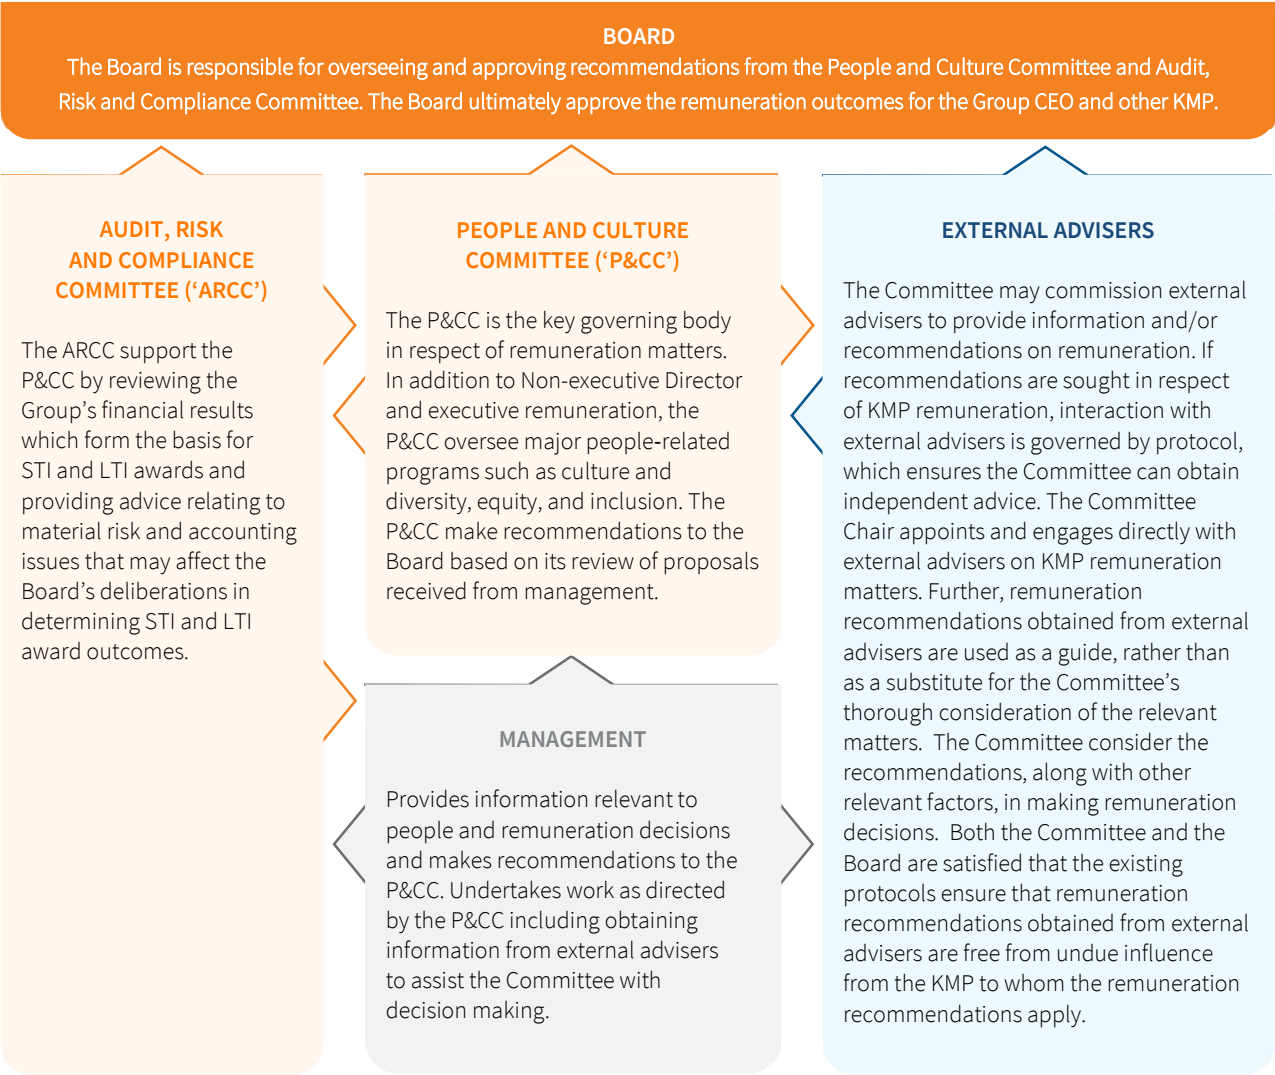 BOARD
The Board is responsible for overseeing and approving recommendations from the People and Culture Committee and Audit,
Risk and Compliance Committee. The Board ultimately approve the remuneration outcomes for the Group CEO and other KMP.
AUDIT, RISK
AND COMPLIANCE
COMMITTEE (‘ARCC’)
The ARCC support the
P&CC by reviewing the
Group’s financial results
which form the basis for
STI and LTI awards and
providing advice relating to
material risk and accounting
issues that may affect the
Board’s deliberations in
determining STI and LTI
award outcomes.
PEOPLE AND CULTURE
COMMITTEE (‘P&CC’)
The P&CC is the key governing body
in respect of remuneration matters.
In addition to Non-executive Director
and executive remuneration, the
P&CC oversee major people-related
programs such as culture and
diversity, equity, and inclusion. The
P&CC make recommendations to the
Board based on its review of proposals
received from management.
MANAGEMENT
Provides information relevant to
people and remuneration decisions
and makes recommendations to the
P&CC. Undertakes work as directed
by the P&CC including obtaining
information from external advisers
to assist the Committee with
decision making.
EXTERNAL ADVISERS
The Committee may commission external
advisers to provide information and/or
recommendations on remuneration. If
recommendations are sought in respect
of KMP remuneration, interaction with
external advisers is governed by protocol,
which ensures the Committee can obtain
independent advice. The Committee
Chair appoints and engages directly with
external advisers on KMP remuneration
matters. Further, remuneration
recommendations obtained from external
advisers are used as a guide, rather than
as a substitute for the Committee’s
thorough consideration of the relevant
matters.  The Committee consider the
recommendations, along with other
relevant factors, in making remuneration
decisions.  Both the Committee and the
Board are satisfied that the existing
protocols ensure that remuneration
recommendations obtained from external
advisers are free from undue influence
from the KMP to whom the remuneration
recommendations apply.